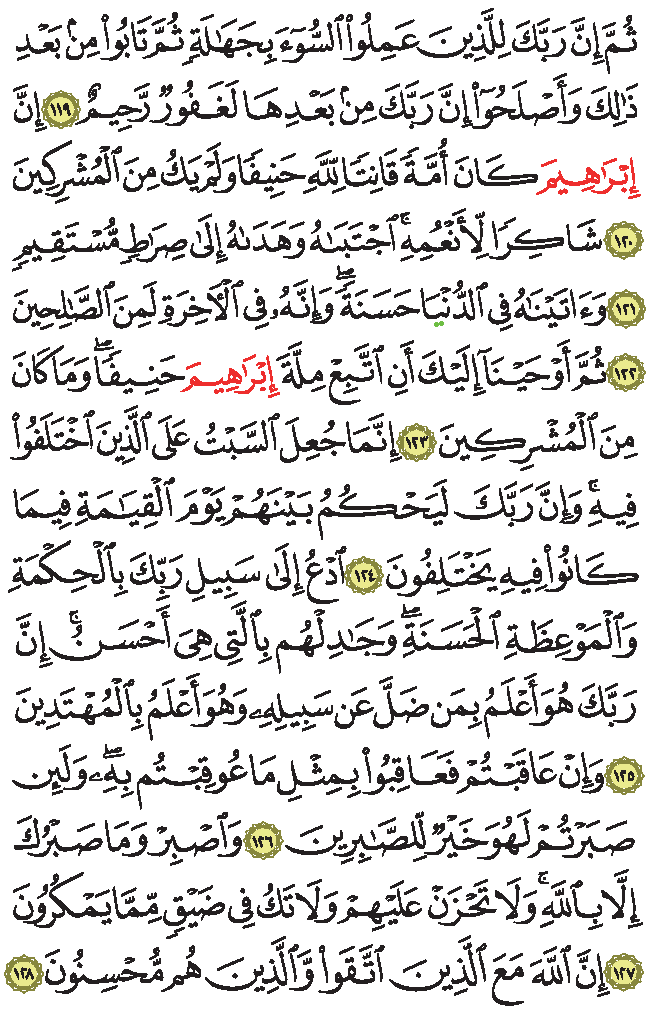 ثُمَّ إِنَّ رَبَّكَ لِلَّذِينَ عَمِلُوا۟ ٱلسُّوٓءَ بِجَهَـٰلَةٍ ثُمَّ تَابُوا۟ مِنۢ بَعْدِ
ذَٰلِكَ وَأَصْلَحُوٓا۟ إِنَّ رَبَّكَ مِنۢ بَعْدِهَا لَغَفُورٌ رَّحِيمٌ ١١٩ إِنَّ
إِبْرَٰهِيمَ كَانَ أُمَّةً قَانِتًا لِّلَّهِ حَنِيفًا وَلَمْ يَكُ مِنَ ٱلْمُشْرِكِينَ
١٢٠ شَاكِرًا لِّأَنْعُمِهِ ۚ ٱجْتَبَىٰهُ وَهَدَىٰهُ إِلَىٰ صِرَٰطٍ مُّسْتَقِيمٍ
١٢١ وَءَاتَيْنَـٰهُ فِى ٱلدُّنْيَا حَسَنَةً ۖ وَإِنَّهُۥ فِى ٱلْـَٔاخِرَةِ لَمِنَ ٱلصَّـٰلِحِينَ
١٢٢ ثُمَّ أَوْحَيْنَآ إِلَيْكَ أَنِ ٱتَّبِعْ مِلَّةَ إِبْرَٰهِيمَ حَنِيفًا ۖ وَمَا كَانَ
مِنَ ٱلْمُشْرِكِينَ ١٢٣ إِنَّمَا جُعِلَ ٱلسَّبْتُ عَلَى ٱلَّذِينَ ٱخْتَلَفُوا۟
فِيهِ ۚ وَإِنَّ رَبَّكَ لَيَحْكُمُ بَيْنَهُمْ يَوْمَ ٱلْقِيَـٰمَةِ فِيمَا
كَانُوا۟ فِيهِ يَخْتَلِفُونَ ١٢٤ ٱدْعُ إِلَىٰ سَبِيلِ رَبِّكَ بِٱلْحِكْمَةِ
وَٱلْمَوْعِظَةِ ٱلْحَسَنَةِ ۖ وَجَـٰدِلْهُم بِٱلَّتِى هِىَ أَحْسَنُ ۚ إِنَّ
رَبَّكَ هُوَ أَعْلَمُ بِمَن ضَلَّ عَن سَبِيلِهِۦ وَهُوَ أَعْلَمُ بِٱلْمُهْتَدِينَ
١٢٥ وَإِنْ عَاقَبْتُمْ فَعَاقِبُوا۟ بِمِثْلِ مَا عُوقِبْتُم بِهِۦ ۖ وَلَئِن
صَبَرْتُمْ لَهُوَ خَيْرٌ لِّلصَّـٰبِرِينَ ١٢٦ وَٱصْبِرْ وَمَا صَبْرُكَ
إِلَّا بِٱللَّهِ ۚ وَلَا تَحْزَنْ عَلَيْهِمْ وَلَا تَكُ فِى ضَيْقٍ مِّمَّا يَمْكُرُونَ
١٢٧ إِنَّ ٱللَّهَ مَعَ ٱلَّذِينَ ٱتَّقَوا۟ وَّٱلَّذِينَ هُم مُّحْسِنُونَ ١٢٨